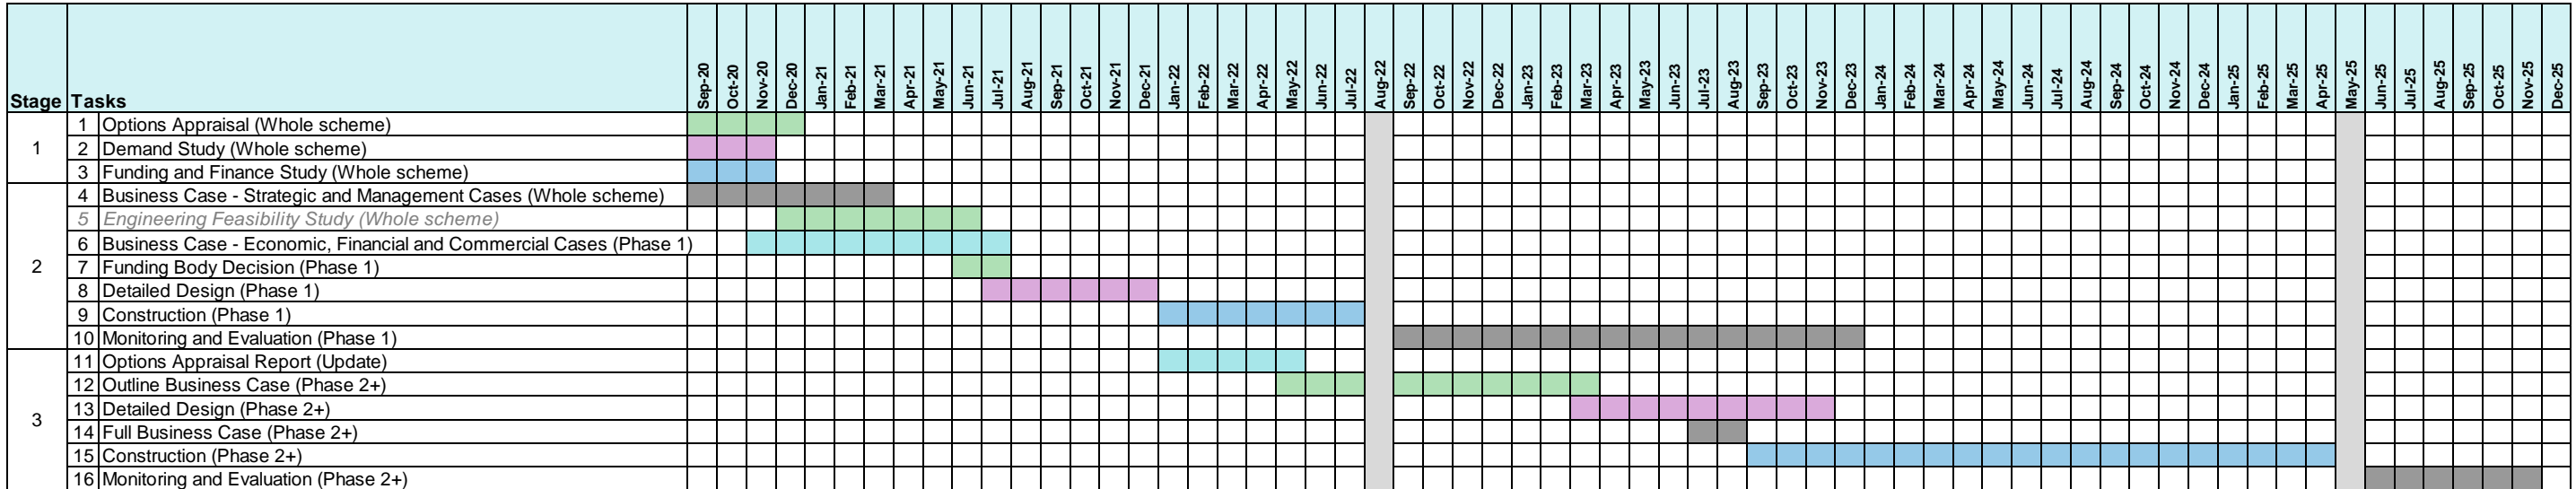 Stage Tasks Sep-20 Oct-20 Nov-20 Dec-20 Jan-21 Feb-21 Mar-21 Apr-21 May-21 Jun-21 Jul-21 Aug-21 Sep-21 Oct-21 Nov-21 Dec-21 Jan-22 Feb-22 Mar-22 Apr-22 May-22 Jun-22 Jul-22 Aug-22 Sep-22 Oct-22 Nov-22 Dec-22 Jan-23 Feb-23 Mar-23 Apr-23 May-23 Jun-23 Jul-23 Aug-23 Sep-23 Oct-23 Nov-23 Dec-23 Jan-24 Feb-24 Mar-24 Apr-24 May-24 Jun-24 Jul-24 Aug-24 Sep-24 Oct-24 Nov-24 Dec-24 Jan-25 Feb-25 Mar-25 Apr-25 May-25 Jun-25 Jul-25 Aug-25 Sep-25 Oct-25 Nov-25 Dec-25
1 Options Appraisal (Whole scheme)
1 2 Demand Study (Whole scheme)
3 Funding and Finance Study (Whole scheme)
4 Business Case - Strategic and Management Cases (Whole scheme)
5 Engineering Feasibility Study (Whole scheme)
6 Business Case - Economic, Financial and Commercial Cases (Phase 1)
2 7 Funding Body Decision (Phase 1)
8 Detailed Design (Phase 1)
9 Construction (Phase 1)
10 Monitoring and Evaluation (Phase 1)
11 Options Appraisal Report (Update)
12 Outline Business Case (Phase 2+)
3 13 Detailed Design (Phase 2+)
14 Full Business Case (Phase 2+)
15 Construction (Phase 2+)
16 Monitoring and Evaluation (Phase 2+)